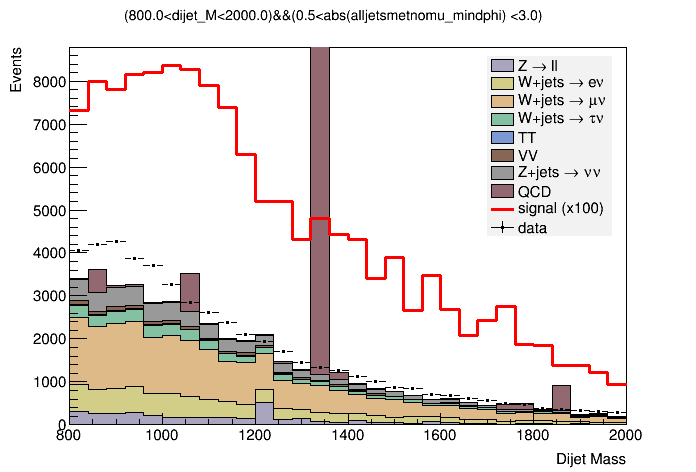 (800.0<dijet_M<2000.0)&&(0.5<abs(alljetsmetnomu_mindphi) <3.0)
Events
8000
7000
6000
5000
4000
3000
2000
1000
0
800
1000
1200
1400
1600
1800
2000
Dijet Mass
Z → ll
W+jets → eν
W+jets → μν
W+jets → τν
TT
VV
Z+jets → νν
QCD
signal (x100)
data